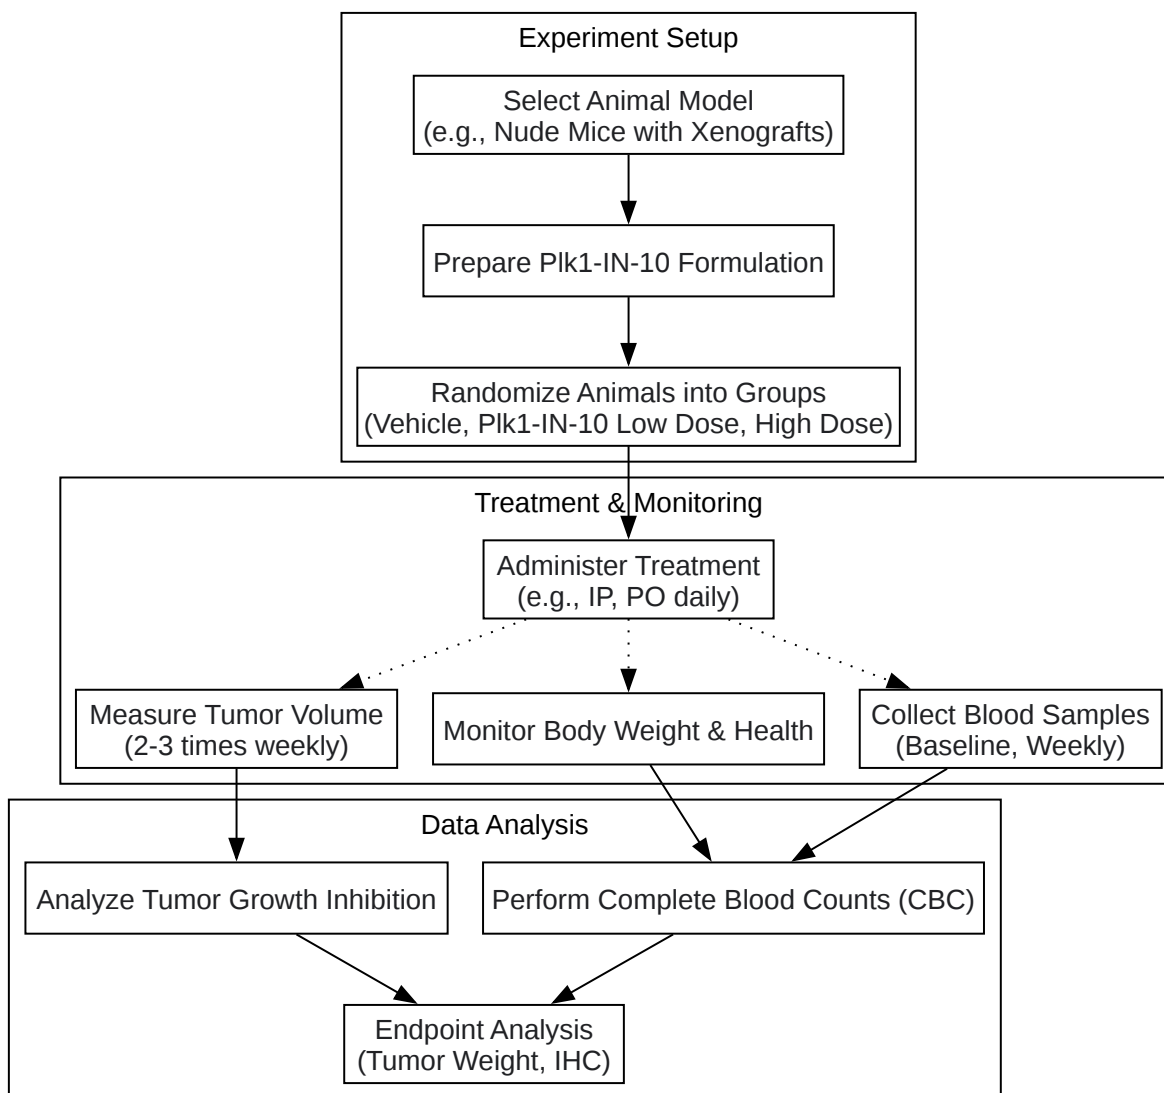 Experiment Setup
Select Animal Model
(e.g., Nude Mice with Xenografts)
Prepare Plk1-IN-10 Formulation
Randomize Animals into Groups
(Vehicle, Plk1-IN-10 Low Dose, High Dose)
Treatment & Monitoring
Administer Treatment
(e.g., IP, PO daily)
Measure Tumor Volume
(2-3 times weekly)
Monitor Body Weight & Health
Collect Blood Samples
(Baseline, Weekly)
Data Analysis
Analyze Tumor Growth Inhibition
Perform Complete Blood Counts (CBC)
Endpoint Analysis
(Tumor Weight, IHC)